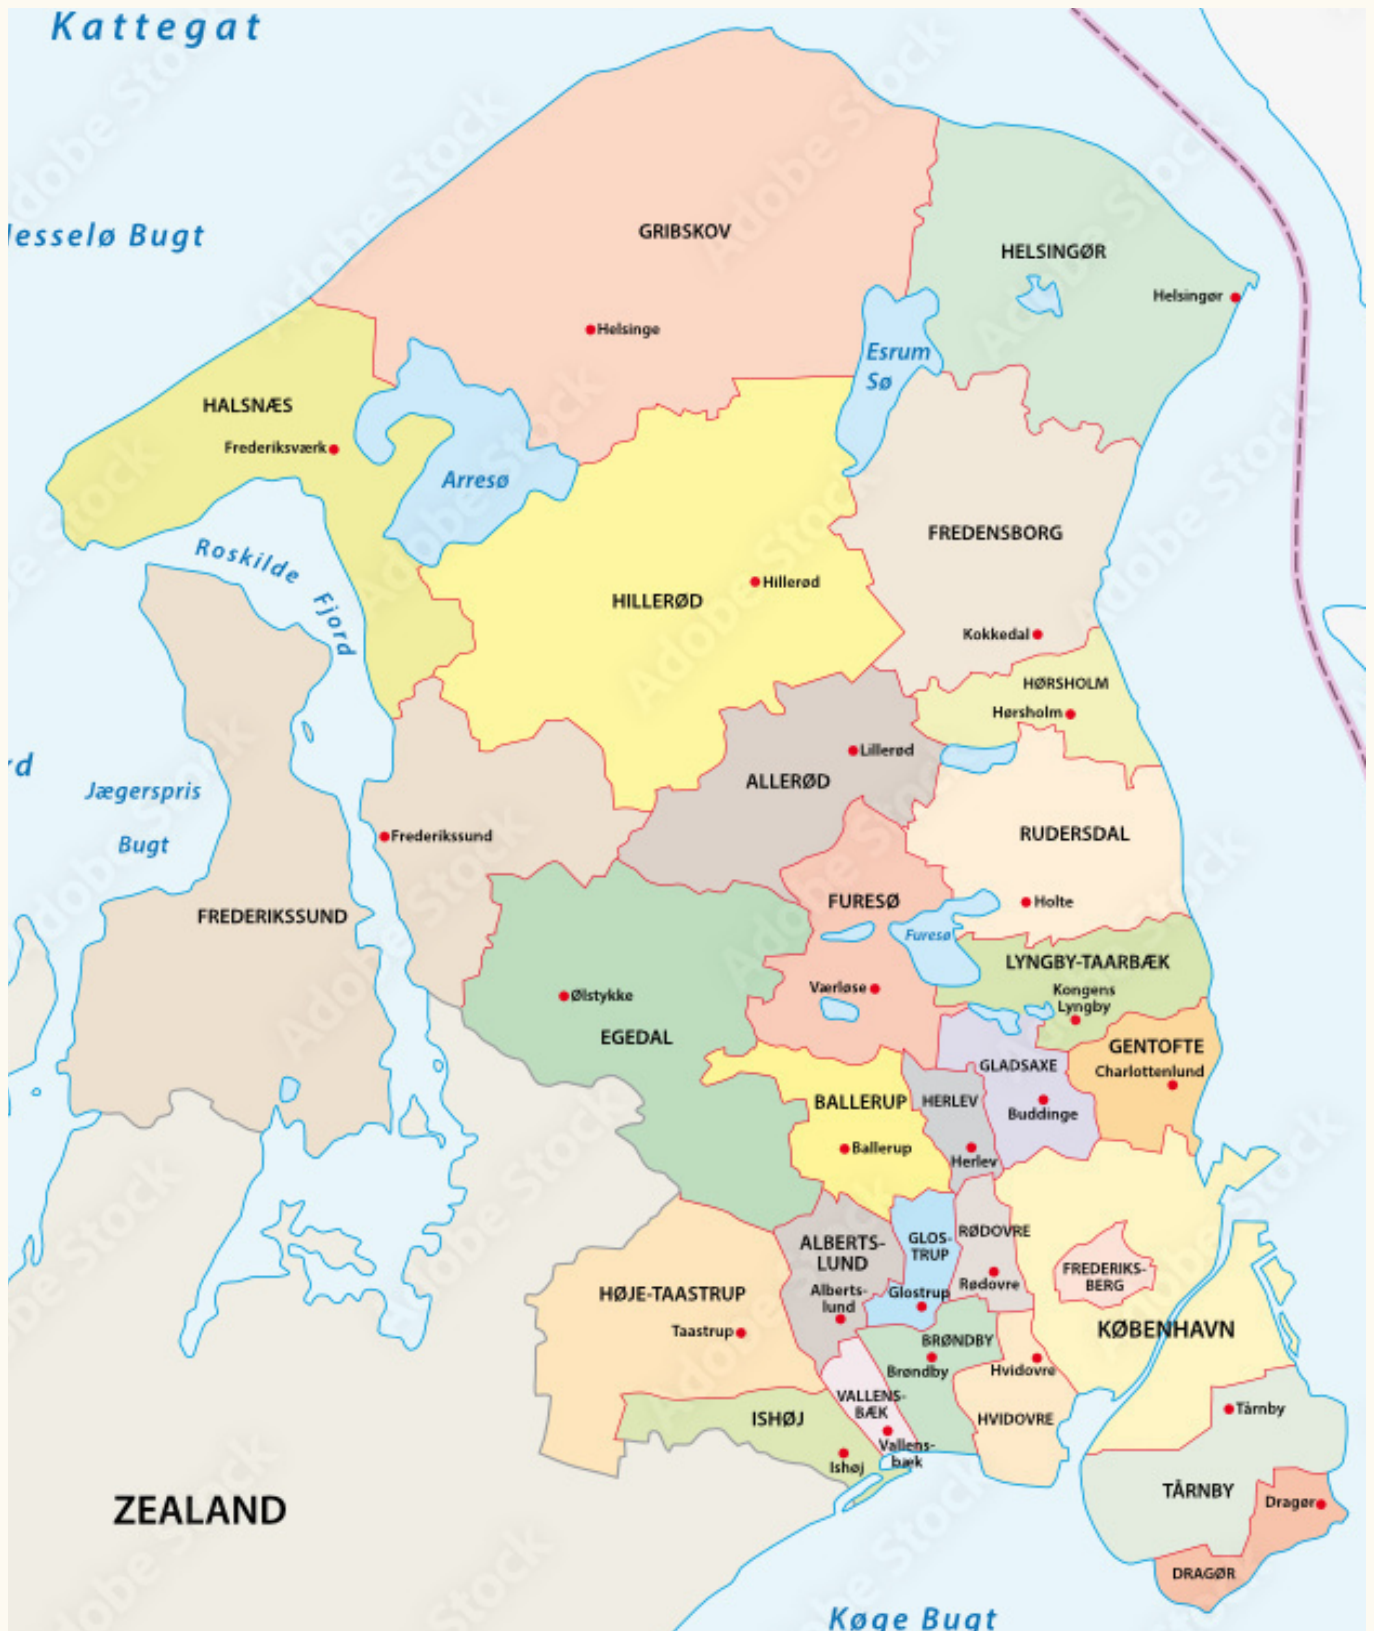 Kattegat
Bugt
GRIBSKOV
HELSINGØR
Helsingør
Helsinge
Esrum
Sø
HALSNÆS
Frederiksværk
Arresø
FREDENSBORG
Roskilde Fjord
HILLERØD
Hillerød
Kokkedal
HØRSHOLM
Hørsholm
Lillerød
ALLERØD
Jægerspris
Bugt
Frederikssund
RUDERSDAL
Holte
FURESØ
FREDERIKSSUND
Furesø
LYNGBY-TAARBÆK
Kongens
Lyngby
Værløse
Ølstykke
EGEDAL
GENTOFTE
Charlottenlund
GLADSAXE
Buddinge
BALLERUP
HERLEV
Ballerup
Herlev
ALBERTS-
LUND
GLOS-
TRUP
RØDOVRE
FREDERIKS-
BERG
HØJE-TAASTRUP
Alberts-
lund
Glostrup
Rødovre
Taastrup
KØBENHAVN
BRØNDBY
Brøndby
Hvidovre
VALLENS-
BÆK
HVIDOVRE
Tårnby
ISHØJ
Vallens-
bæk
Ishøj
TÅRNBY
Dragør
ZEALAND
DRAGØR
Køge Bugt
Adobe Stock